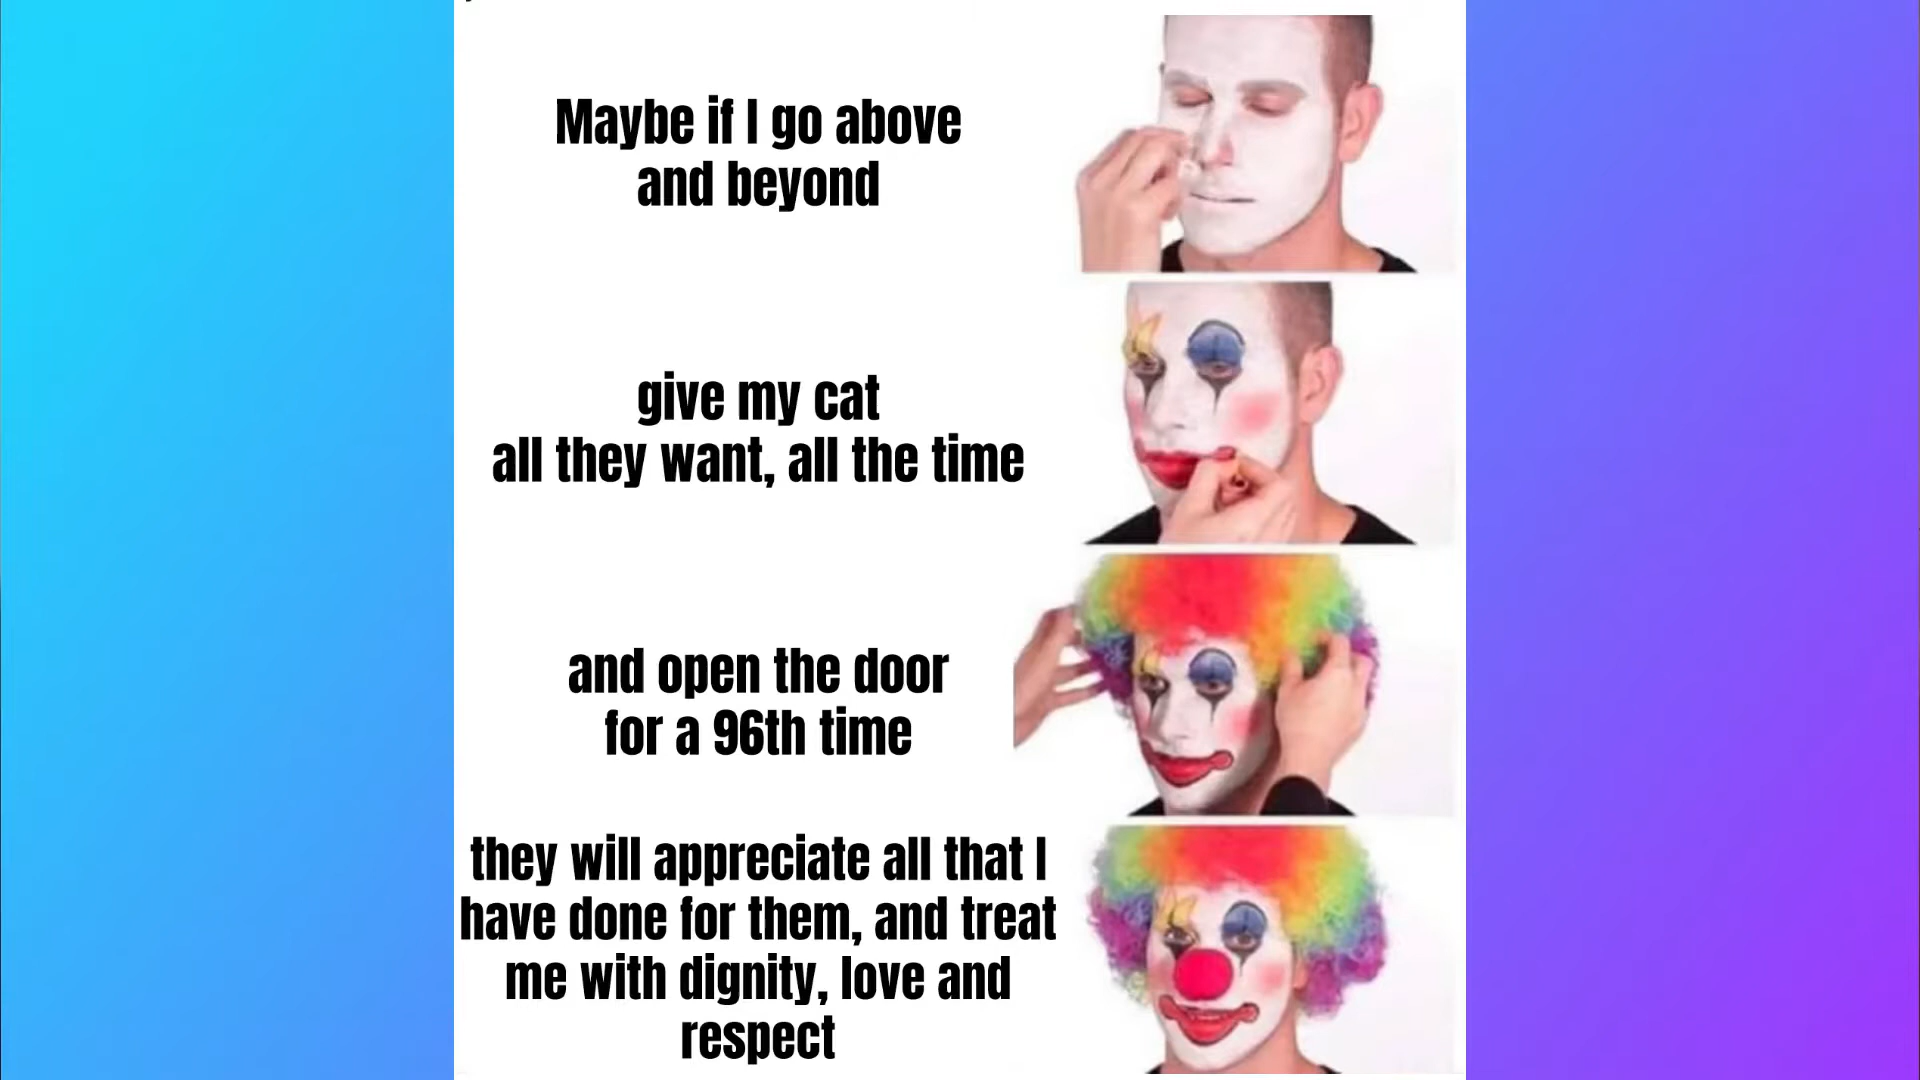 Maybe if I go above
and beyond
give my cat
all they want, all the time
and open the door
for a 96th time
they will appreciate all that I
have done for them, and treat
me with dignity, love and
respect